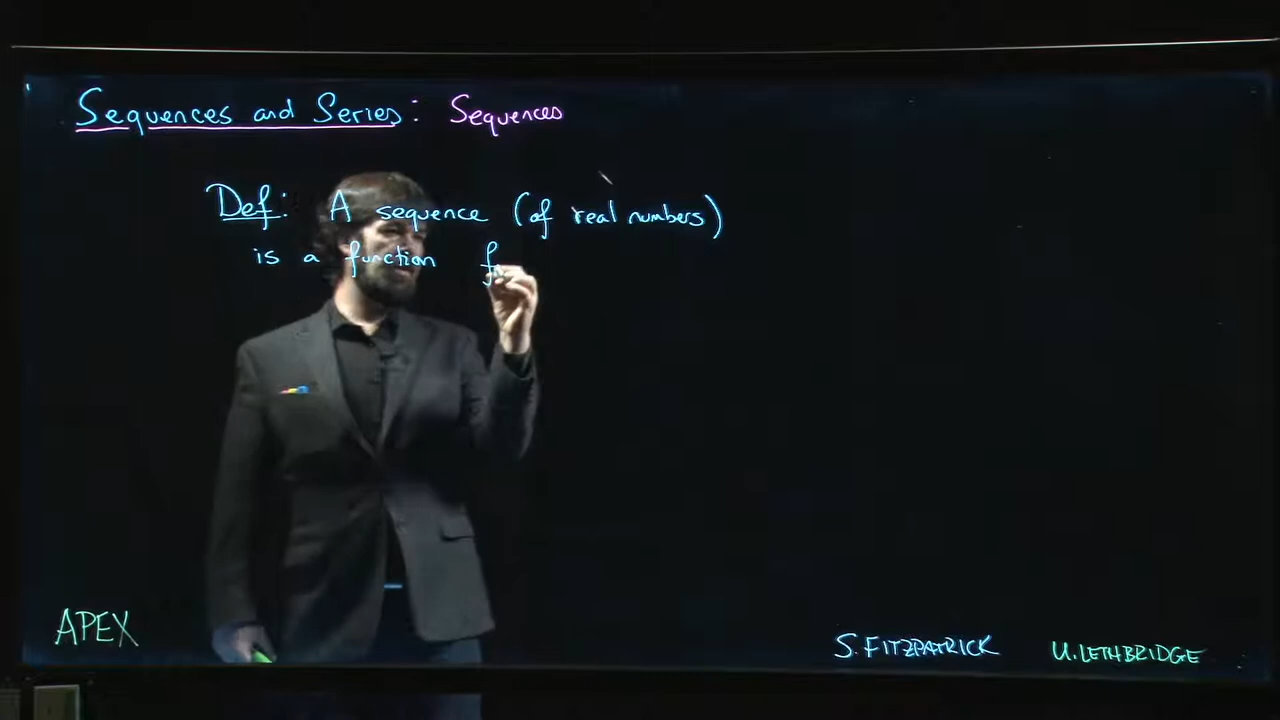 Sequences and Series: Sequences
Def: A sequence (of real numbers)
is a function f
APEX
S. FITZPATRICK
U. LETHBRIDGE